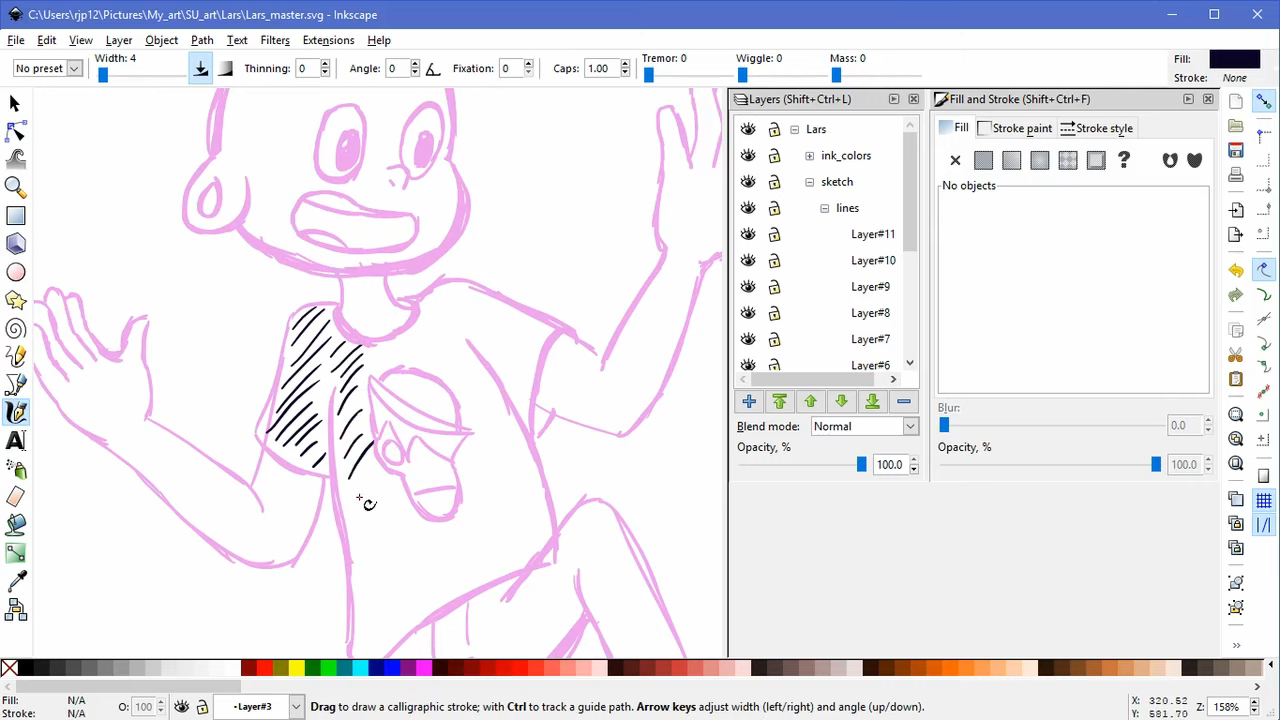 C:\Users\rjp12\Pictures\My_art\SU_art\Lars\Lars_master.svg - Inkscape
File Edit View Layer Object Path Text Filters Extensions Help
No preset Width: 4 Thinning: 0 Angle: 0 Fixation: 0 Caps: 1.00 Tremor: 0 Wiggle: 0 Mass: 0 Fill:
Stroke: None
Layers (Shift+Ctrl+L)
Lars
ink_colors
sketch
lines
Layer#11
Layer#10
Layer#9
Layer#8
Layer#7
Layer#6
Blend mode: Normal
Opacity, % 100.0
Fill and Stroke (Shift+Ctrl+F)
Fill Stroke paint Stroke style
?
No objects
Blur:
0.0
Opacity, %
100.0
Fill: N/A
Stroke: N/A
O: 100
Layer#3
Drag to draw a calligraphic stroke; with Ctrl to track a guide path. Arrow keys adjust width (left/right) and angle (up/down).
X: 320.52
Y: 581.70
Z: 158%